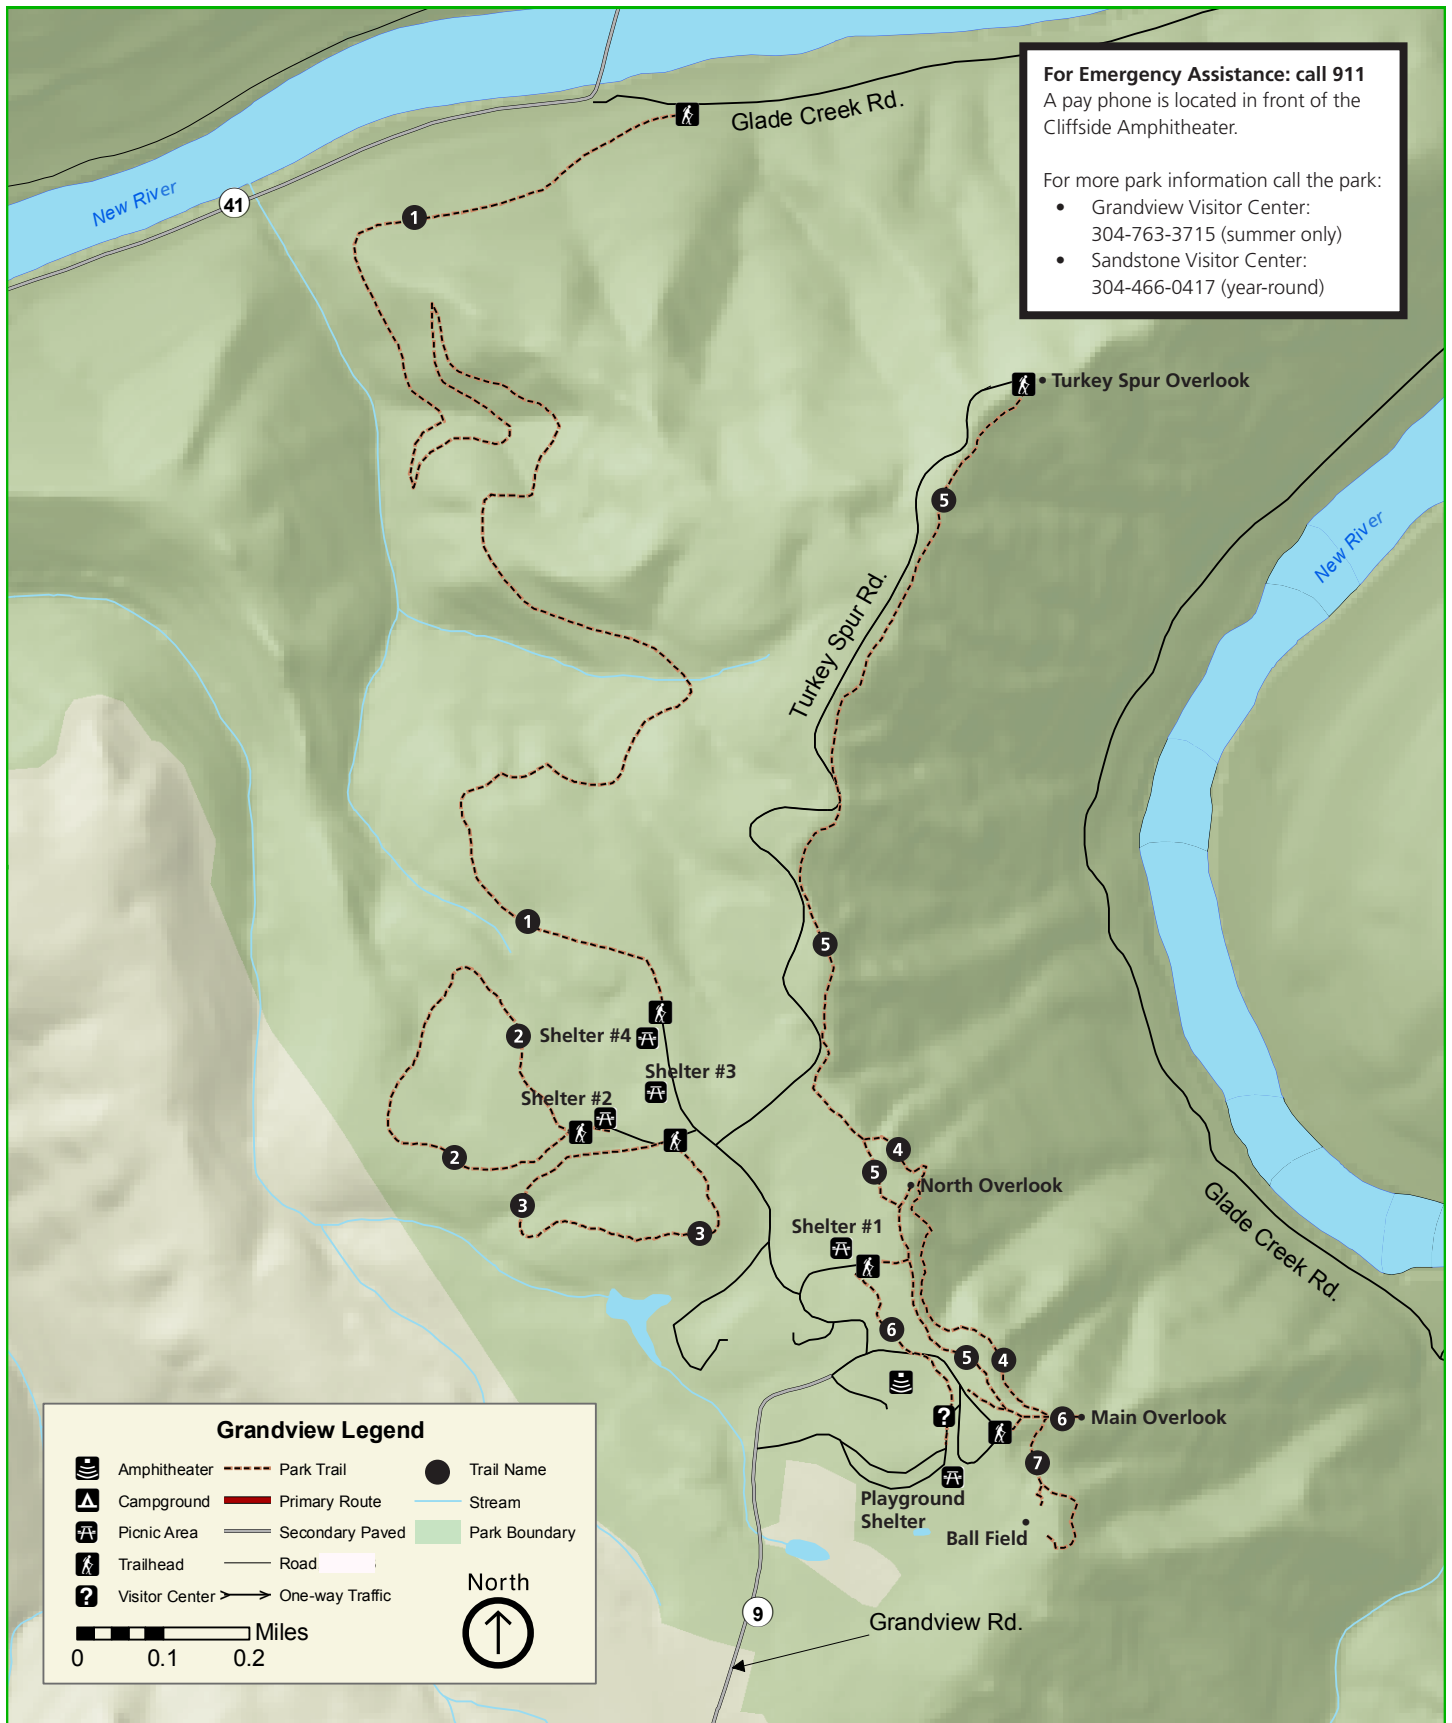 For Emergency Assistance: call 911
A pay phone is located in front of the
Cliffside Amphitheater.
For more park information call the park:
• Grandview Visitor Center:
304-763-3715 (summer only)
• Sandstone Visitor Center:
304-466-0417 (year-round)
Glade Creek Rd.
New River
41
1
Turkey Spur Overlook
5
New River
Turkey Spur Rd.
1
5
2
Shelter #4
Shelter #3
Shelter #2
2
4
5
North Overlook
3
3
Shelter #1
Glade Creek Rd.
6
5
4
6
Main Overlook
?
7
Playground
Shelter
Ball Field
9
Grandview Rd.
Grandview Legend
Amphitheater
Park Trail
Trail Name
Campground
Primary Route
Stream
Picnic Area
Secondary Paved
Park Boundary
Trailhead
Road
? Visitor Center
One-way Traffic
North
Miles
0 0.1 0.2